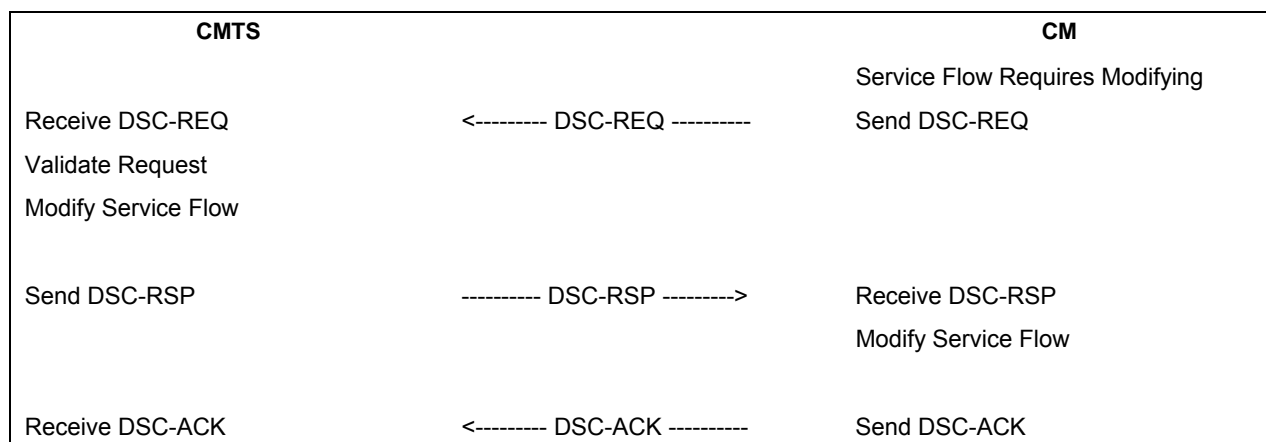 CMTS CM
Service Flow Requires Modifying
Receive DSC-REQ <--------- DSC-REQ ---------- Send DSC-REQ
Validate Request
Modify Service Flow
Send DSC-RSP ---------- DSC-RSP ---------> Receive DSC-RSP
Modify Service Flow
Receive DSC-ACK <--------- DSC-ACK ---------- Send DSC-ACK